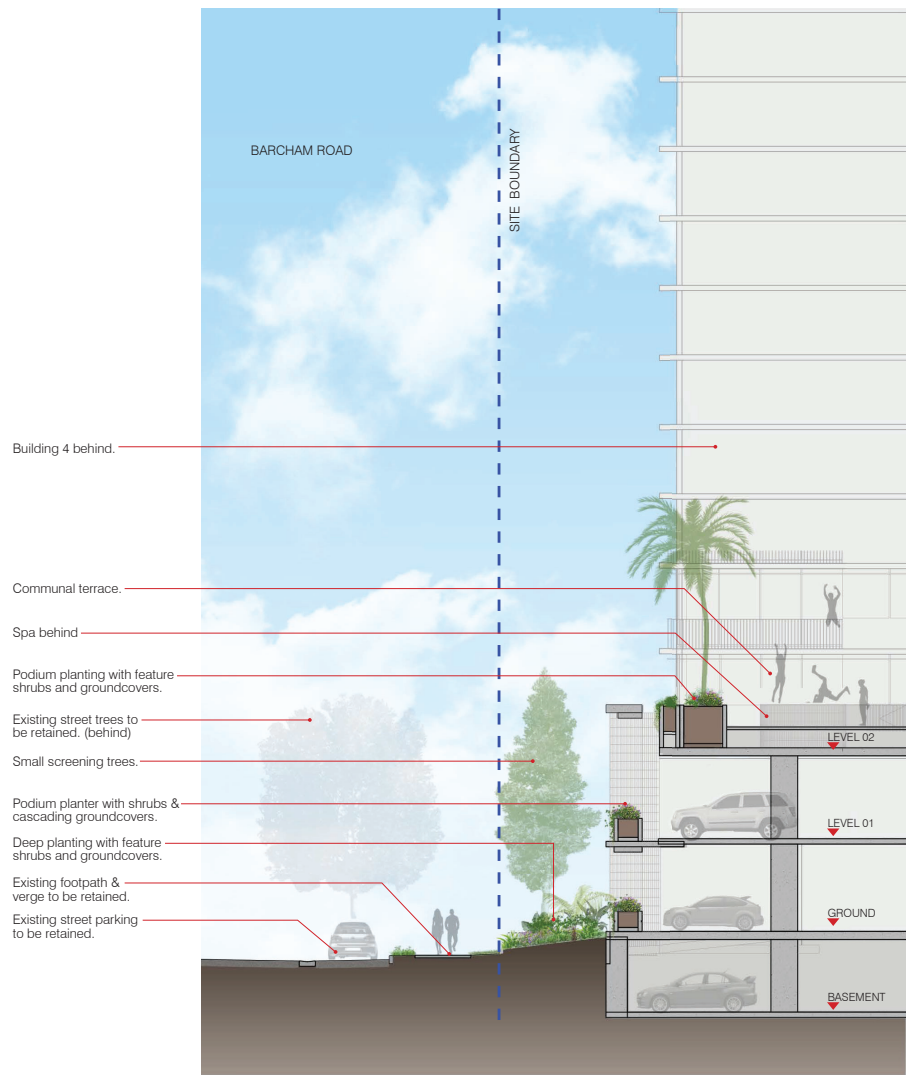 BARCHAM ROAD
SITE BOUNDARY
Building 4 behind.
Communal terrace.
Spa behind
Podium planting with feature
shrubs and groundcovers.
Existing street trees to
be retained. (behind)
Small screening trees.
Podium planter with shrubs &
cascading groundcovers.
Deep planting with feature
shrubs and groundcovers.
Existing footpath &
verge to be retained.
Existing street parking
to be retained.
LEVEL 02
LEVEL 01
GROUND
BASEMENT